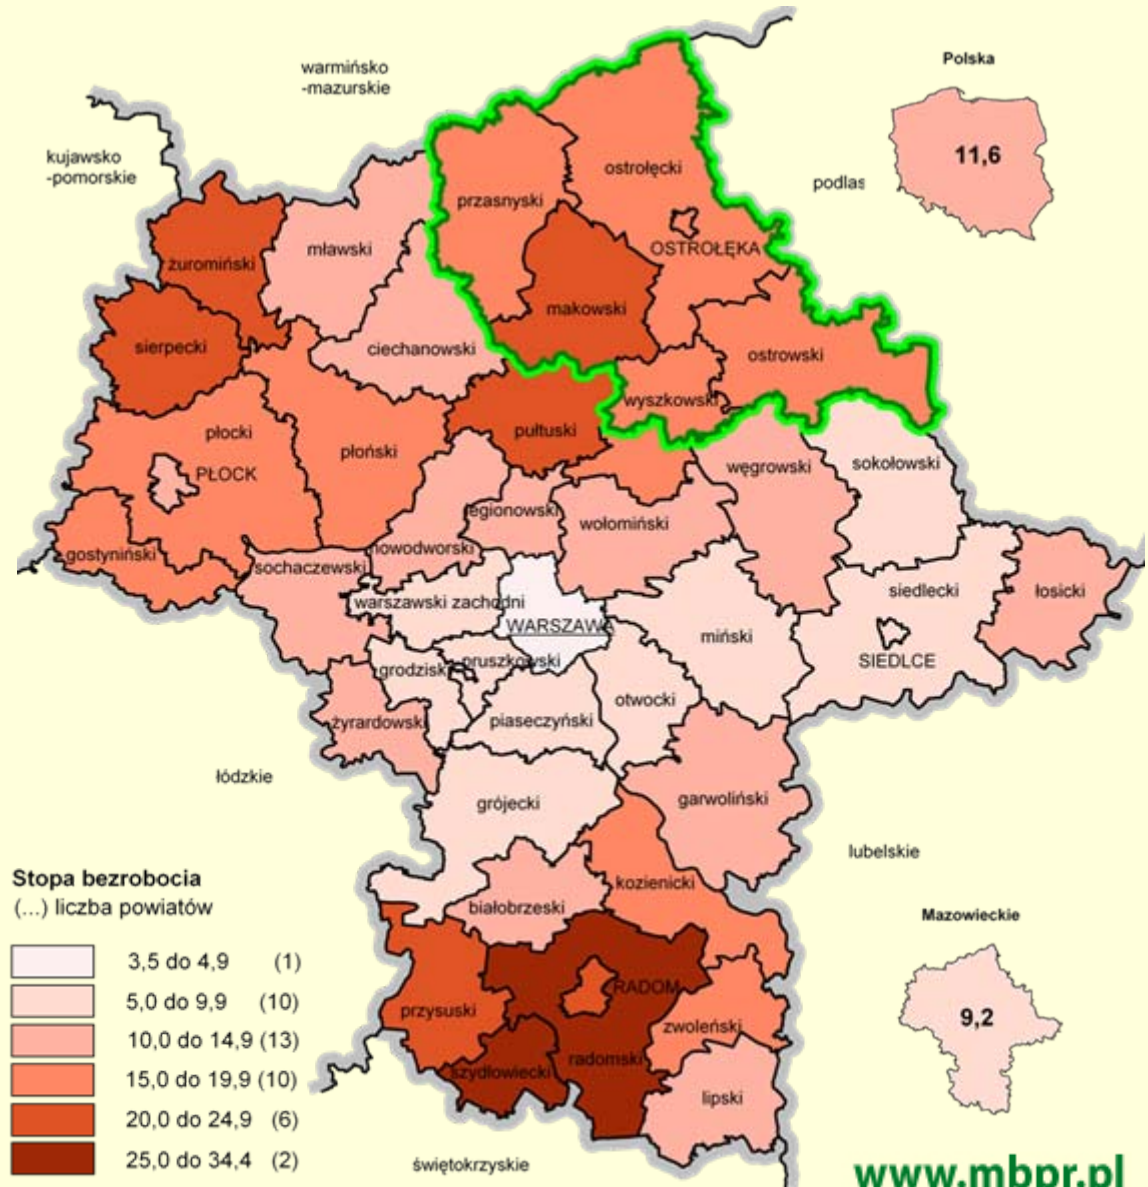 Polska
warmińsko
-mazurskie
kujawsko
-pomorskie
11,6
podlas
ostrołęcki
przasnyski
OSTROŁĘKA
mławski
żuromiński
makowski
sierpecki
ciechanowski
ostrowski
wyszkowski
płocki
pułtuski
płoński
PŁOCK
węgrowski
sokołowski
legionowski
wołomiński
gostyniński
nowodworski
sochaczewski
siedlecki
łosicki
warszawski zachodni
WARSZAWA
miński
SIEDLCE
pruszkowski
grodziski
otwocki
żyrardowski
piaseczyński
łódzkie
grójecki
garwoliński
lubelskie
kozienicki
białobrzeski
Stopa bezrobocia
(...) liczba powiatów
3,5 do 4,9 (1)
5,0 do 9,9 (10)
10,0 do 14,9 (13)
15,0 do 19,9 (10)
20,0 do 24,9 (6)
25,0 do 34,4 (2)
RADOM
przysuski
zwoleński
radomski
szydłowiecki
lipski
świętokrzyskie
Mazowieckie
9,2
www.mbpr.pl